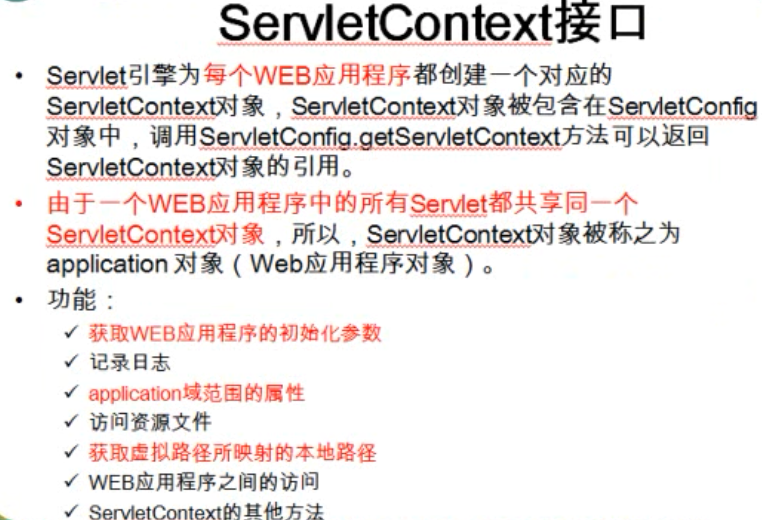 ServletContext接口
• Servlet引擎为每个WEB应用程序都创建一个对应的
ServletContext对象，ServletContext对象被包含在ServletConfig
对象中，调用ServletConfig.getServletContext方法可以返回
ServletContext对象的引用。
• 由于一个WEB应用程序中的所有Servlet都共享同一个
ServletContext对象，所以，ServletContext对象被称之为
application 对象（Web应用程序对象）。
• 功能：
✓ 获取WEB应用程序的初始化参数
✓ 记录日志
✓ application域范围的属性
✓ 访问资源文件
✓ 获取虚拟路径所映射的本地路径
✓ WEB应用程序之间的访问
✓ ServletContext的其他方法